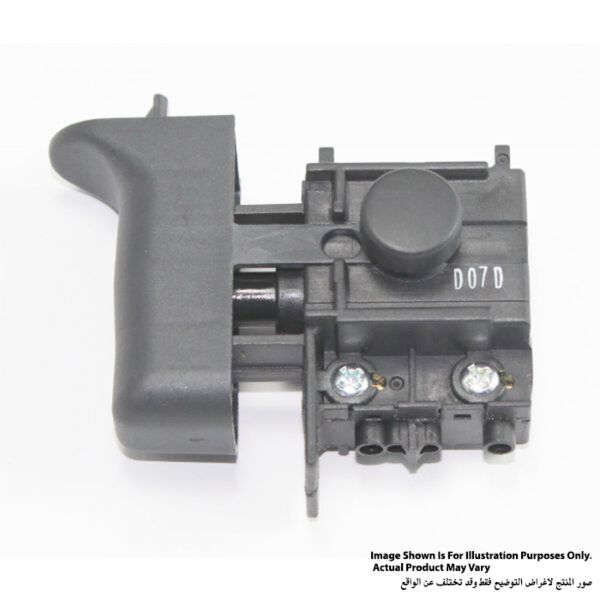 D07D
Image Shown Is For Illustration Purposes Only.
Actual Product May Vary
صور المنتج لاغراض التوضيح فقط وقد تختلف عن الواقع